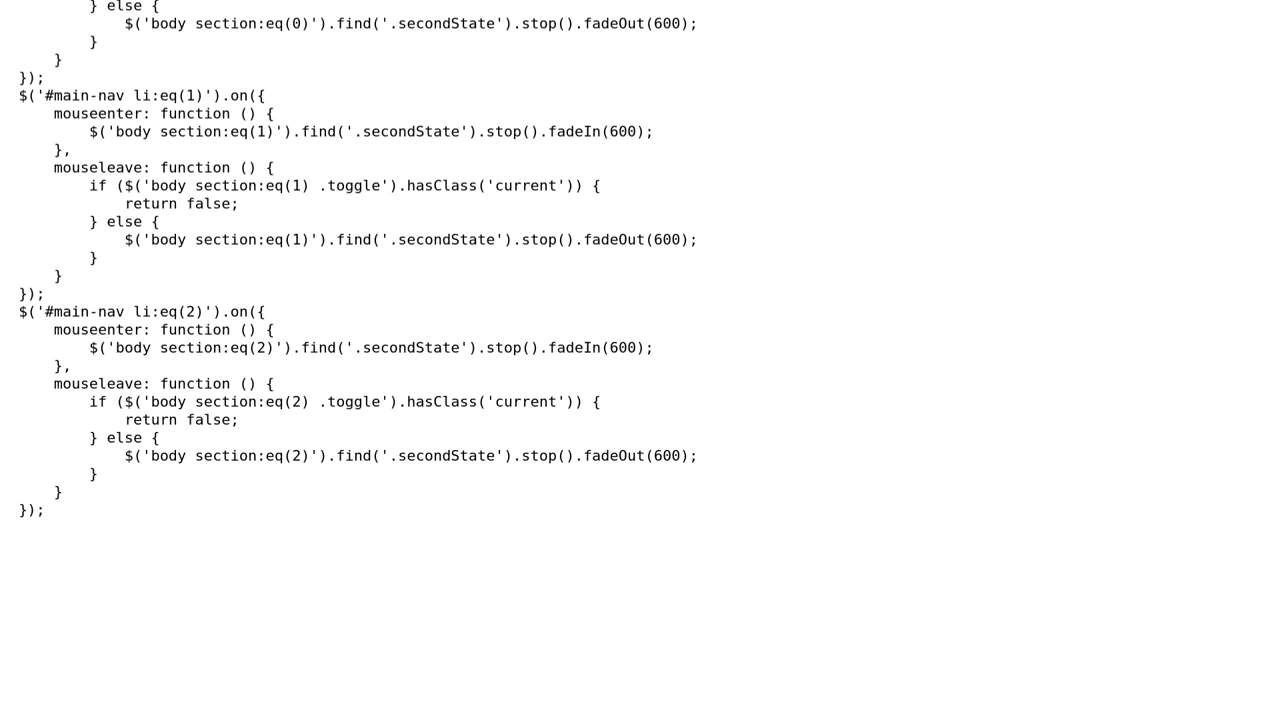 } else {
            $('body section:eq(0)').find('.secondState').stop().fadeOut(600);
        }
    }
});
$('#main-nav li:eq(1)').on({
    mouseenter: function () {
        $('body section:eq(1)').find('.secondState').stop().fadeIn(600);
    },
    mouseleave: function () {
        if ($('body section:eq(1) .toggle').hasClass('current')) {
            return false;
        } else {
            $('body section:eq(1)').find('.secondState').stop().fadeOut(600);
        }
    }
});
$('#main-nav li:eq(2)').on({
    mouseenter: function () {
        $('body section:eq(2)').find('.secondState').stop().fadeIn(600);
    },
    mouseleave: function () {
        if ($('body section:eq(2) .toggle').hasClass('current')) {
            return false;
        } else {
            $('body section:eq(2)').find('.secondState').stop().fadeOut(600);
        }
    }
});